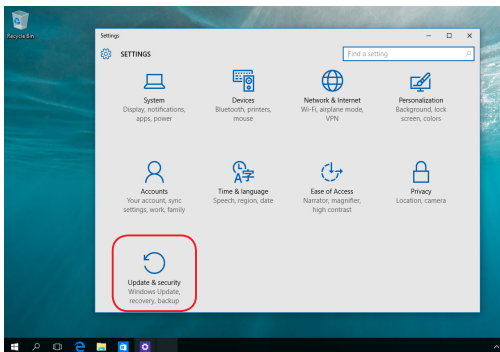 Recycle Bin
Settings
SETTINGS
Find a setting
System
Display, notifications,
apps, power
Devices
Bluetooth, printers,
mouse
Network & Internet
Wi-Fi, airplane mode,
VPN
Personalization
Background, lock
screen, colors
Accounts
Your account, sync
settings, work, family
Time & language
Speech, region, date
Ease of Access
Narrator, magnifier,
high contrast
Privacy
Location, camera
Update & security
Windows Update,
recovery, backup